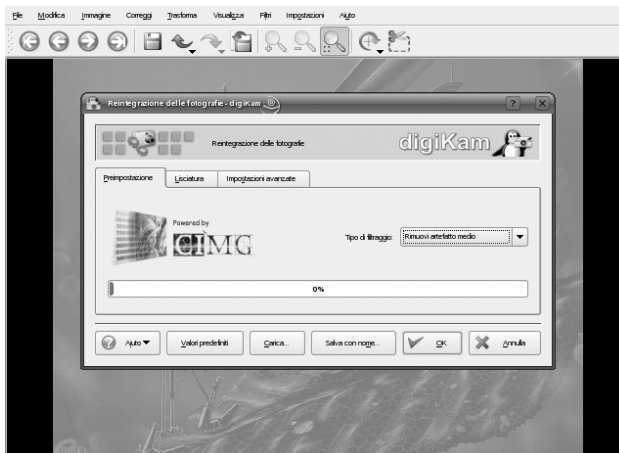 File Modifica Immagine Correggi Trasforma Visualizza Filtri Impostazioni Aiuto
Reintegrazione delle fotografie - digiKam
Reintegrazione delle fotografie
digiKam
Preimpostazione Lisciatura Impostazioni avanzate
Powered by
CIMG
Tipo di filtraggio: Rimuovi artefatto medio
0%
Aiuto Valori predefiniti Carica... Salva con nome... OK Annulla